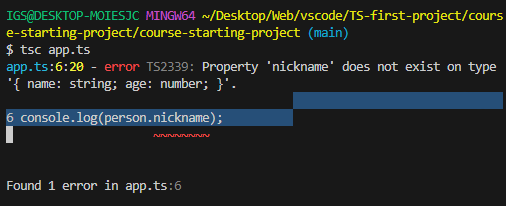 IGS@DESKTOP-MOIESJC MINGW64 ~/Desktop/Web/vscode/TS-first-project/cours
e-starting-project/course-starting-project (main)
$ tsc app.ts
app.ts:6:20 - error TS2339: Property 'nickname' does not exist on type
'{ name: string; age: number; }'.
6 console.log(person.nickname);
~~~~~~~~
Found 1 error in app.ts:6